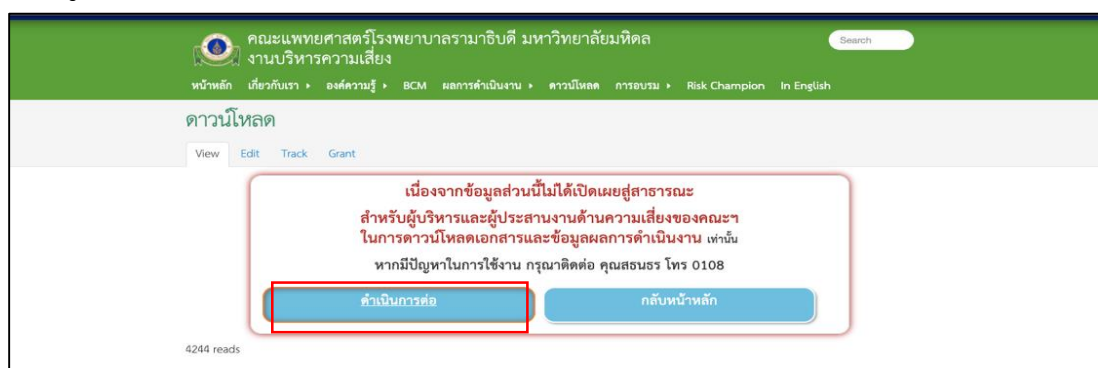 คณะแพทยศาสตร์โรงพยาบาลรามาธิบดี มหาวิทยาลัยมหิดล
Search
งานบริหารความเสี่ยง
หน้าหลัก เกี่ยวกับเรา องค์ความรู้ BCM ผลการดำเนินงาน ดาวน์โหลด การอบรม Risk Champion In English
ดาวน์โหลด
View Edit Track Grant
เนื่องจากข้อมูลส่วนนี้ไม่ได้เปิดเผยสู่สาธารณะ
สำหรับผู้บริหารและผู้ประสานงานด้านความเสี่ยงของคณะฯ
ในการดาวน์โหลดเอกสารและข้อมูลผลการดำเนินงาน เท่านั้น
หากมีปัญหาในการใช้งาน กรุณาติดต่อ คุณสธนธร โทร 0108
ดำเนินการต่อ กลับหน้าหลัก
4244 reads